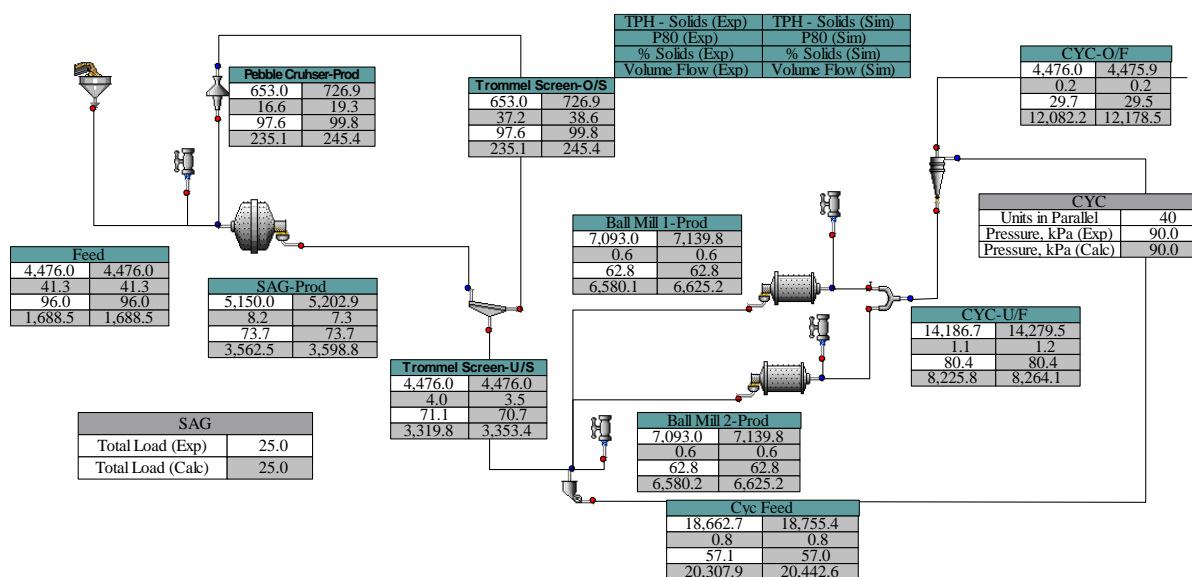 TPH - Solids (Exp) TPH - Solids (Sim)
P80 (Exp) P80 (Sim)
% Solids (Exp) % Solids (Sim)
Volume Flow (Exp) Volume Flow (Sim)
CYC-O/F
4,476.0 4,475.9
0.2 0.2
29.7 29.5
12,082.2 12,178.5
Pebble Cruhser-Prod
653.0 726.9
16.6 19.3
97.6 99.8
235.1 245.4
Trommel Screen-O/S
653.0 726.9
37.2 38.6
97.6 99.8
235.1 245.4
CYC
Units in Parallel 40
Pressure, kPa (Exp) 90.0
Pressure, kPa (Calc) 90.0
Ball Mill 1-Prod
7,093.0 7,139.8
0.6 0.6
62.8 62.8
6,580.1 6,625.2
Feed
4,476.0 4,476.0
41.3 41.3
96.0 96.0
1,688.5 1,688.5
SAG-Prod
5,150.0 5,202.9
8.2 7.3
73.7 73.7
3,562.5 3,598.8
CYC-U/F
14,186.7 14,279.5
1.1 1.2
80.4 80.4
8,225.8 8,264.1
Trommel Screen-U/S
4,476.0 4,476.0
4.0 3.5
71.1 70.7
3,319.8 3,353.4
SAG
Total Load (Exp) 25.0
Total Load (Calc) 25.0
Ball Mill 2-Prod
7,093.0 7,139.8
0.6 0.6
62.8 62.8
6,580.2 6,625.2
Cyc Feed
18,662.7 18,755.4
0.8 0.8
57.1 57.0
20,307.9 20,442.6